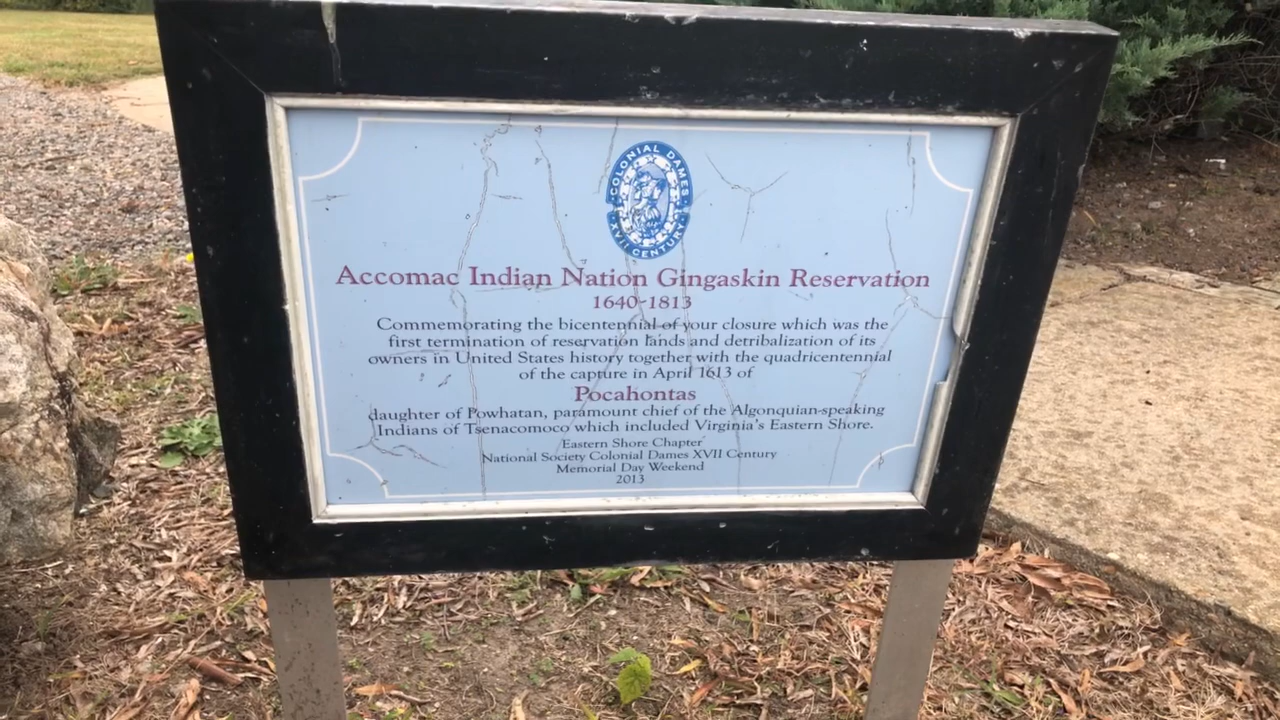 COLONIAL DAMES
XVII CENTURY
Accomac Indian Nation Gingaskin Reservation
1640-1813
Commemorating the bicentennial of your closure which was the
first termination of reservation lands and detribalization of its
owners in United States history together with the quadricentennial
of the capture in April 1613 of
Pocahontas
daughter of Powhatan, paramount chief of the Algonquian-speaking
Indians of Tsenacomoco which included Virginia's Eastern Shore.
Eastern Shore Chapter
National Society Colonial Dames XVII Century
Memorial Day Weekend
2013